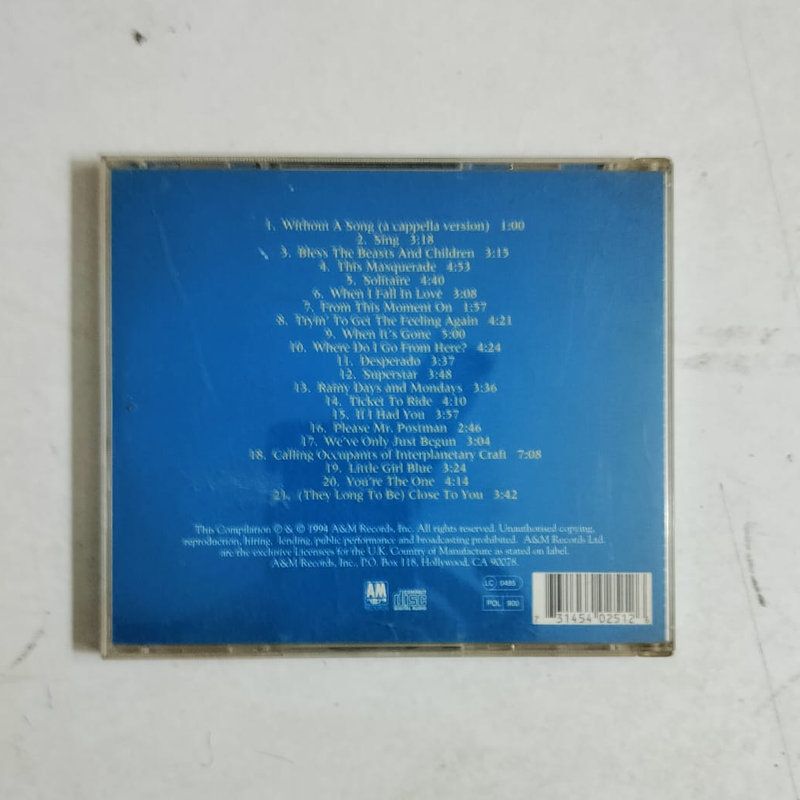 1. Without A Song (a cappella version) 1:00
2. Sing 3:18
3. Bless The Beasts And Children 3:15
4. This Masquerade 4:53
5. Solitaire 4:40
6. When I Fall In Love 3:08
7. From This Moment On 1:57
8. Tryin' To Get The Feeling Again 4:21
9. When It's Gone 5:00
10. Where Do I Go From Here? 4:24
11. Desperado 3:37
12. Superstar 3:48
13. Rainy Days and Mondays 3:36
14. Ticket To Ride 4:10
15. If I Had You 3:57
16. Please Mr. Postman 2:46
17. We've Only Just Begun 3:04
18. Calling Occupants of Interplanetary Craft 7:08
19. Little Girl Blue 3:24
20. You're The One 4:14
21. (They Long To Be) Close To You 3:42
This Compilation ℗ & © 1994 A&M Records, Inc. All rights reserved. Unauthorised copying,
reproduction, hiring, lending, public performance and broadcasting prohibited. A&M Records Ltd.
are the exclusive Licensees for the U.K. Country of Manufacture as stated on label.
A&M Records, Inc., P.O. Box 118, Hollywood, CA 90078.
AM
COMPACT
disc
DIGITAL AUDIO
LC 0485
POL 900
7 31454 02512 6